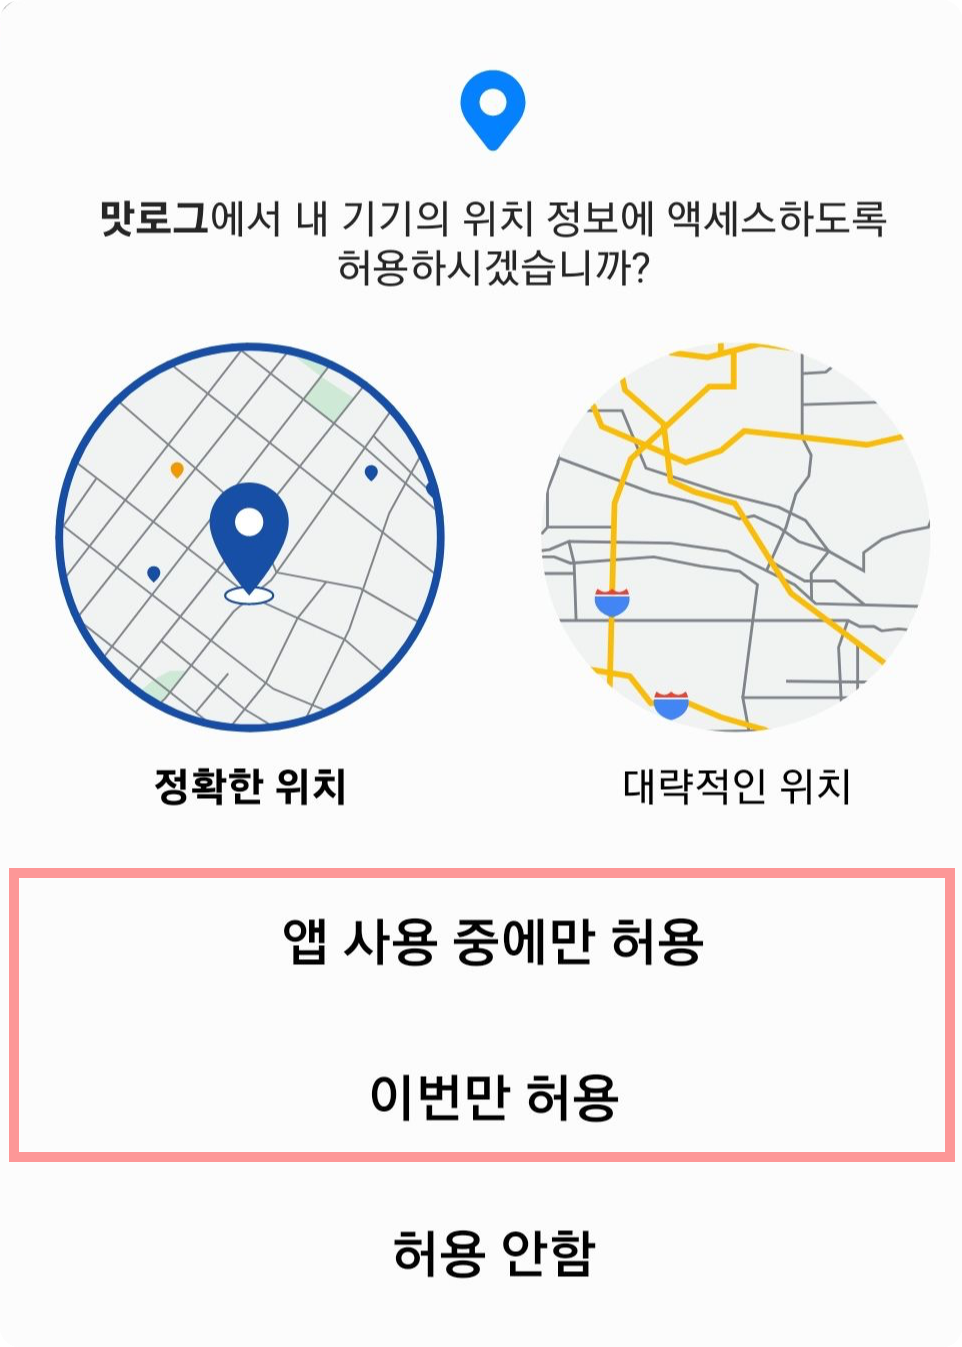 맛로그에서 내 기기의 위치 정보에 액세스하도록
허용하시겠습니까?
정확한 위치
대략적인 위치
앱 사용 중에만 허용
이번만 허용
허용 안함